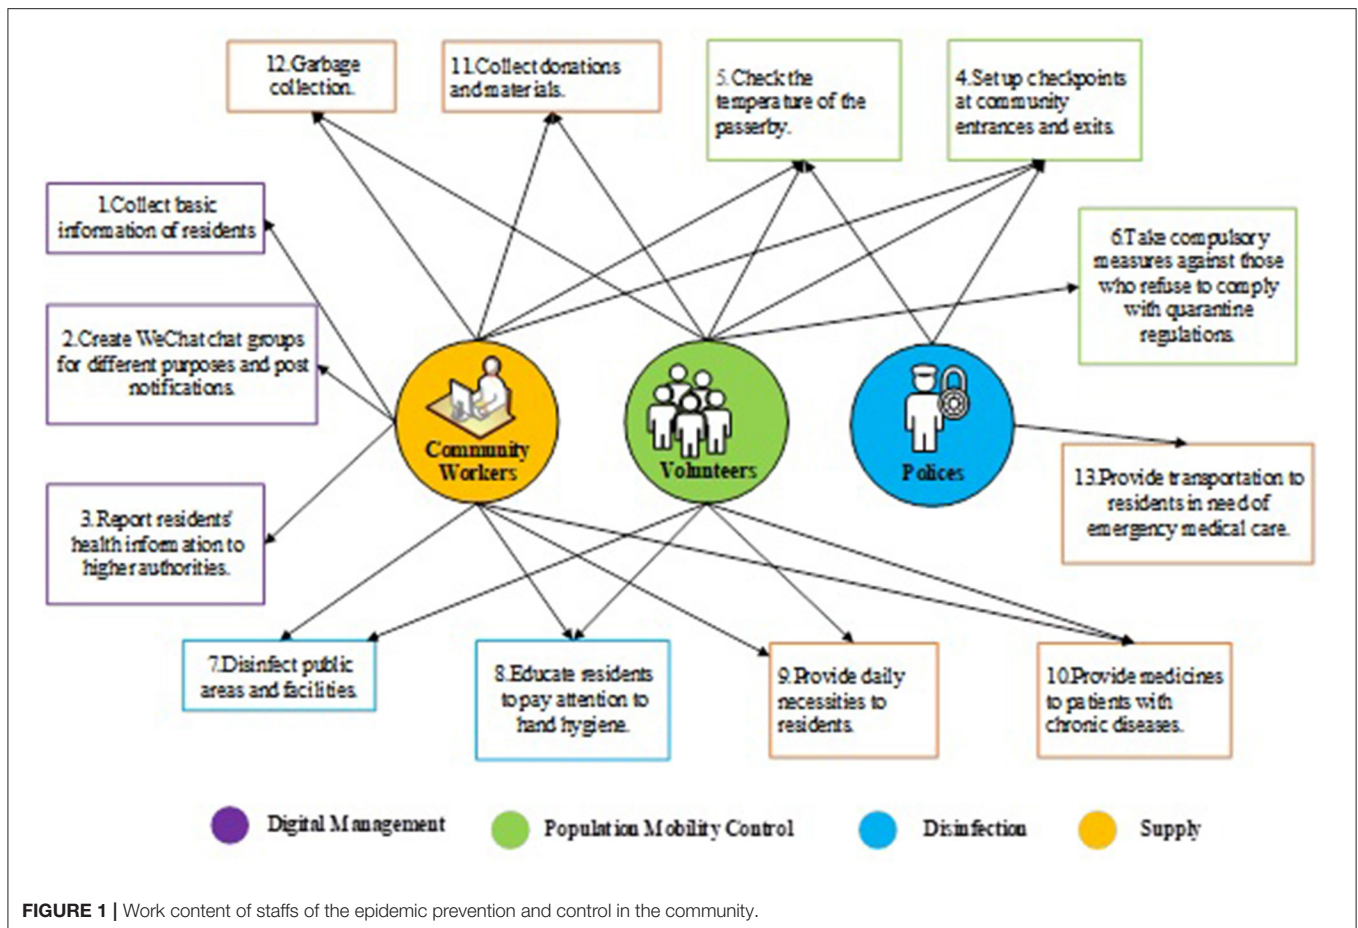 12.Garbage
collection.
11.Collect donations
and materials.
5.Check the
temperature of the
passerby.
4.Set up checkpoints
at community
entrances and exits.
1.Collect basic
information of residents
6.Take compulsory
measures against those
who refuse to comply
with quarantine
regulations.
2.Create WeChat chat groups
for different purposes and post
notifications.
Community
Workers
Volunteers
Polices
3.Report residents'
health information to
higher authorities.
13.Provide transportation to
residents in need of
emergency medical care.
7.Disinfect public
areas and facilities.
8.Educate residents
to pay attention to
hand hygiene.
9.Provide daily
necessities to
residents.
10.Provide medicines
to patients with
chronic diseases.
Digital Management
Population Mobility Control
Disinfection
Supply
FIGURE 1 | Work content of staffs of the epidemic prevention and control in the community.